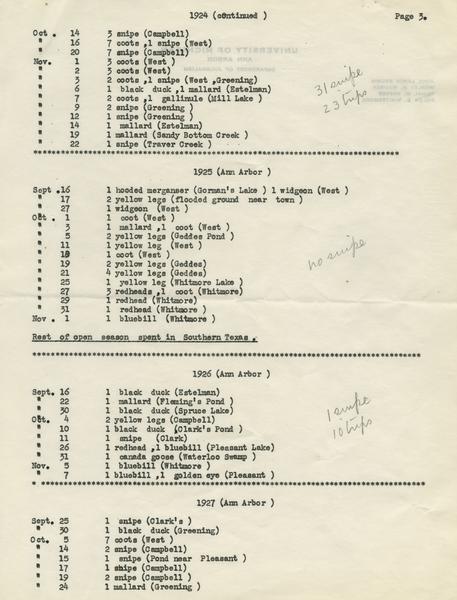 1924 (continued) Page 3.
Oct. 14 3 snipe (Campbell)
" 16 7 coots ,1 snipe (West)
" 20 7 snipe (Campbell)
Nov. 1 3 coots (West)
" 2 3 coots (West)
" 3 2 coots ,1 snipe (West ,Greening)
" 6 1 black duck ,1 mallard (Estelman)
" 7 2 coots ,1 gallinule (Mill Lake)
" 9 2 snipe (Greening)
" 12 1 snipe (Greening)
" 14 1 mallard (Estelman)
" 19 1 mallard (Sandy Bottom Creek)
" 22 1 snipe (Traver Creek)
31 snipe
23 trips
1925 (Ann Arbor)
Sept. 16 1 hooded merganser (Gorman's Lake) 1 widgeon (West)
" 17 2 yellow legs (flooded ground near town)
" 27 1 widgeon (West)
Oct. 1 1 coot (West)
" 3 1 mallard ,1 coot (West)
" 5 2 yellow legs (Geddes Pond)
" 11 1 yellow leg (West)
" 18 1 coot (West)
" 19 2 yellow legs (Geddes)
" 21 4 yellow legs (Geddes)
" 25 1 yellow leg (Whitmore Lake)
" 27 3 redheads ,1 coot (Whitmore)
" 29 1 redhead (Whitmore)
" 31 1 redhead (Whitmore)
Nov. 1 1 bluebill (Whitmore)
no snipe
Rest of open season spent in Southern Texas.
1926 (Ann Arbor)
Sept. 16 1 black duck (Estelman)
" 22 1 mallard (Fleming's Pond)
" 30 1 black duck (Spruce Lake)
Oct. 4 2 yellow legs (Campbell)
" 10 1 black duck (Clark's Pond)
" 11 1 snipe (Clark)
" 26 1 redhead ,1 bluebill (Pleasant Lake)
" 31 1 canada goose (Waterloo Swamp)
Nov. 5 1 bluebill (Whitmore)
" 7 1 bluebill ,1 golden eye (Pleasant)
1 snipe
10 trips
1927 (Ann Arbor)
Sept. 25 1 snipe (Clark's)
" 30 1 black duck (Greening)
Oct. 5 7 coots (West)
" 14 2 snipe (Campbell)
" 15 1 snipe (Pond near Pleasant)
" 17 1 snipe (Campbell)
" 19 2 snipe (Campbell)
" 24 1 mallard (Greening)